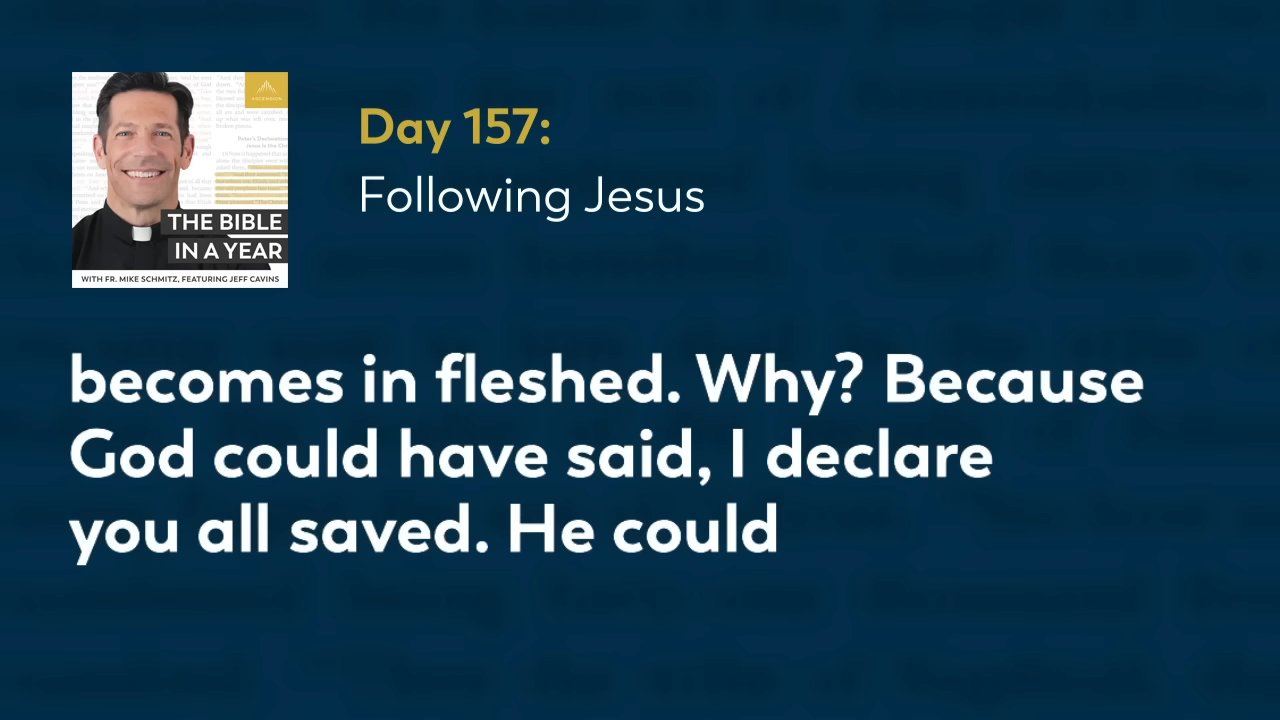 ASCENSION
THE BIBLE
IN A YEAR
WITH FR. MIKE SCHMITZ, FEATURING JEFF CAVINS
Day 157:
Following Jesus
becomes in fleshed. Why? Because
God could have said, I declare
you all saved. He could